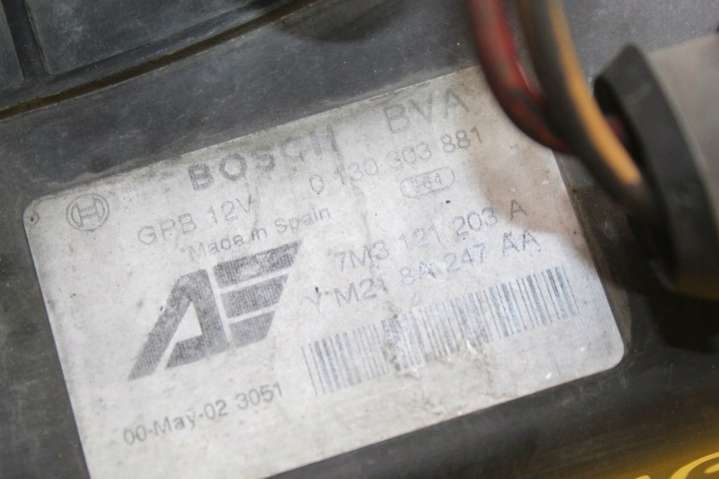 BOSCH BVA
GPB 12V 0 130 303 881
Made in Spain
7M3 121 203 A
YM21 8A 247 AA
AE
00-May-02 3051